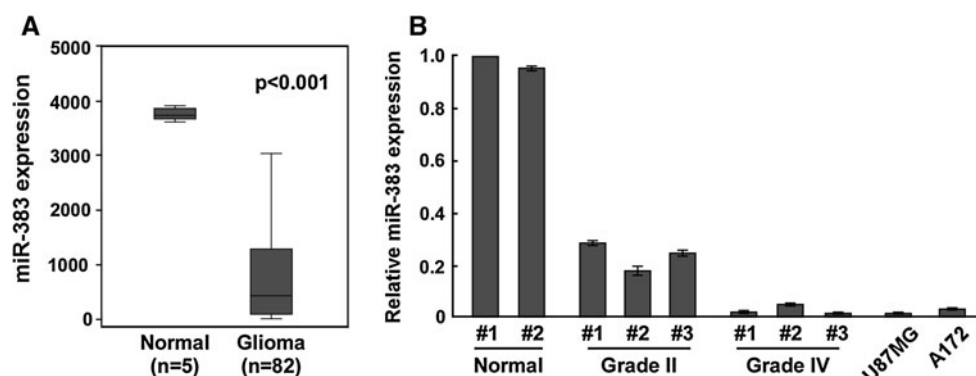 A
miR-383 expression
5000
4000
3000
2000
1000
0
p<0.001
Normal
(n=5)
Glioma
(n=82)
B
Relative miR-383 expression
1.0
0.8
0.6
0.4
0.2
#1 #2 #1 #2 #3 #1 #2 #3
Normal Grade II Grade IV
U87MG
A172